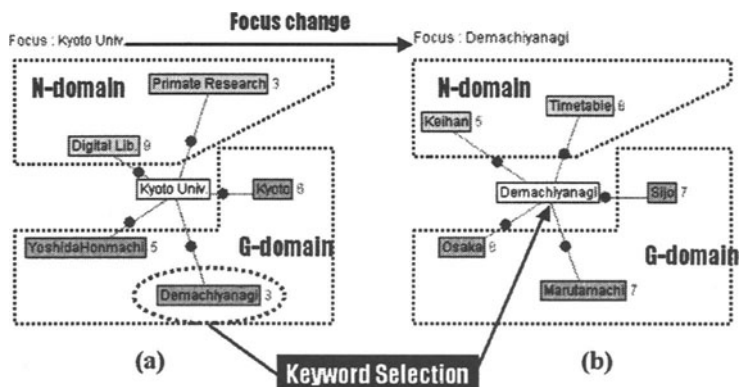 Focus change
Focus : Kyoto Univ.
Focus : Demachiyanagi
N-domain
Primate Research 3
Digital Lib. 9
Kyoto Univ.
Kyoto 6
YoshidaHonmachi 5
G-domain
Demachiyanagi 3
(a)
N-domain
Timetable 8
Keihan 5
Demachiyanagi
Sijo 7
Osaka 8
G-domain
Marutamachi 7
(b)
Keyword Selection